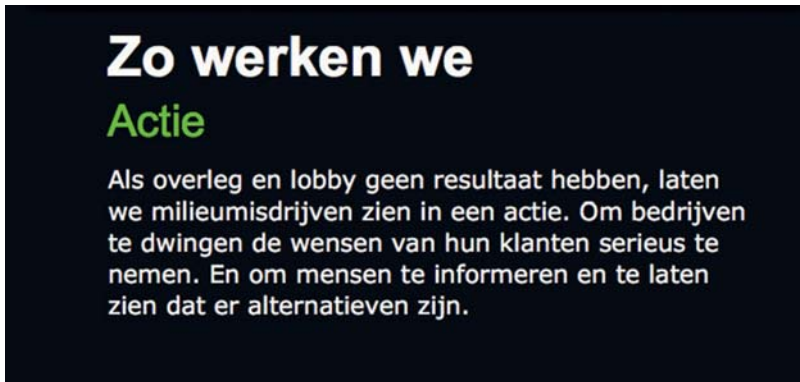 Zo werken we
Actie
Als overleg en lobby geen resultaat hebben, laten
we milieumisdrijven zien in een actie. Om bedrijven
te dwingen de wensen van hun klanten serieus te
nemen. En om mensen te informeren en te laten
zien dat er alternatieven zijn.